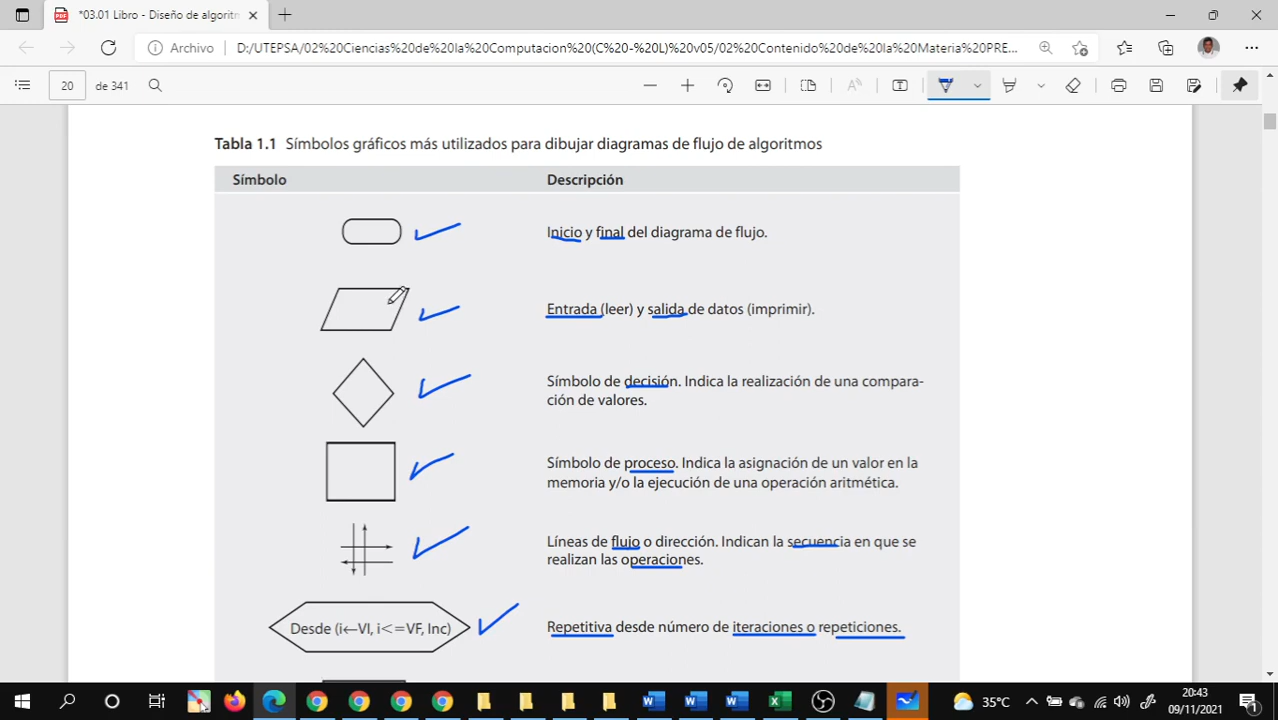 *03.01 Libro - Diseño de algoritm
Archivo
D:/UTEPSA/02%20Ciencias%20de%20la%20Computacion%20(C%20-%20L)%20v05/02%20Contenido%20de%20la%20Materia%20PRE...
20
de 341
Tabla 1.1 Símbolos gráficos más utilizados para dibujar diagramas de flujo de algoritmos
Símbolo Descripción
Inicio y final del diagrama de flujo.
Entrada (leer) y salida de datos (imprimir).
Símbolo de decisión. Indica la realización de una compara-
ción de valores.
Símbolo de proceso. Indica la asignación de un valor en la
memoria y/o la ejecución de una operación aritmética.
Líneas de flujo o dirección. Indican la secuencia en que se
realizan las operaciones.
Desde (i←VI, i<=VF, Inc)
Repetitiva desde número de iteraciones o repeticiones.
35°C
20:43
09/11/2021